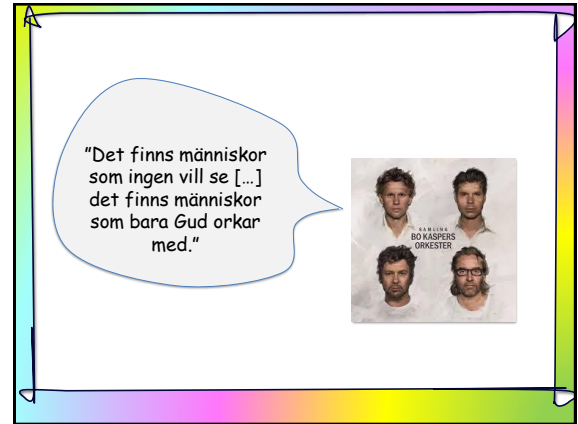 ”Det finns människor
som ingen vill se […]
det finns människor
som bara Gud orkar
med.”
SAMLING
BO KASPERS
ORKESTER